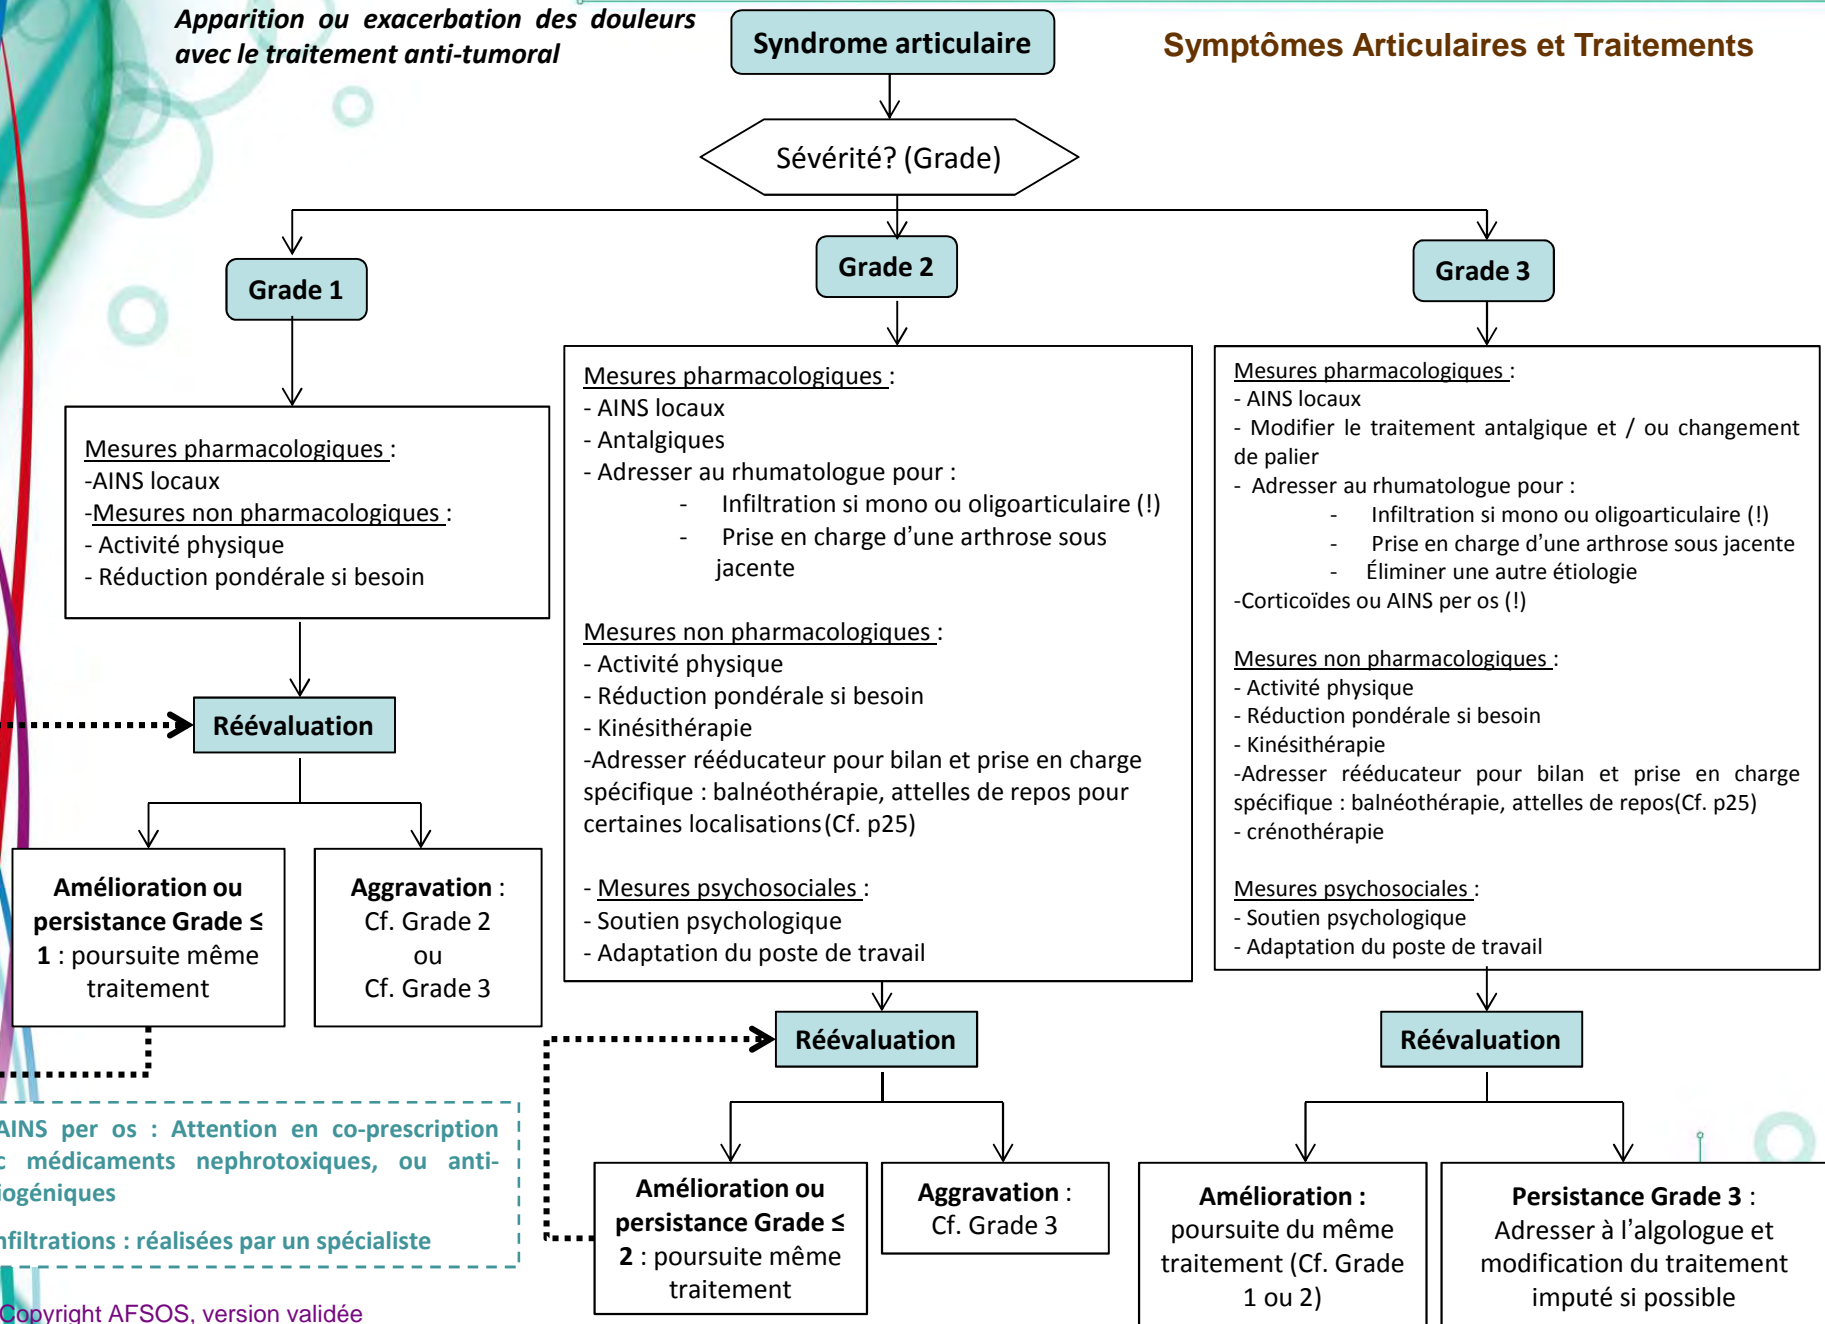 Apparition ou exacerbation des douleurs
avec le traitement anti-tumoral
Syndrome articulaire
Symptômes Articulaires et Traitements
Sévérité? (Grade)
Grade 1
Grade 2
Grade 3
Mesures pharmacologiques :
-AINS locaux
-Mesures non pharmacologiques :
- Activité physique
- Réduction pondérale si besoin
Réévaluation
Amélioration ou
persistance Grade ≤
1 : poursuite même
traitement
Aggravation :
Cf. Grade 2
ou
Cf. Grade 3
Mesures pharmacologiques :
- AINS locaux
- Antalgiques
- Adresser au rhumatologue pour :
- Infiltration si mono ou oligoarticulaire (!)
- Prise en charge d’une arthrose sous
jacente
Mesures non pharmacologiques :
- Activité physique
- Réduction pondérale si besoin
- Kinésithérapie
-Adresser rééducateur pour bilan et prise en charge
spécifique : balnéothérapie, attelles de repos pour
certaines localisations (Cf. p25)
- Mesures psychosociales :
- Soutien psychologique
- Adaptation du poste de travail
Réévaluation
Amélioration ou
persistance Grade ≤
2 : poursuite même
traitement
Aggravation :
Cf. Grade 3
Mesures pharmacologiques :
- AINS locaux
- Modifier le traitement antalgique et / ou changement
de palier
- Adresser au rhumatologue pour :
- Infiltration si mono ou oligoarticulaire (!)
- Prise en charge d’une arthrose sous jacente
- Éliminer une autre étiologie
-Corticoïdes ou AINS per os (!)
Mesures non pharmacologiques :
- Activité physique
- Réduction pondérale si besoin
- Kinésithérapie
-Adresser rééducateur pour bilan et prise en charge
spécifique : balnéothérapie, attelles de repos(Cf. p25)
- crénothérapie
Mesures psychosociales :
- Soutien psychologique
- Adaptation du poste de travail
Réévaluation
Amélioration :
poursuite du même
traitement (Cf. Grade
1 ou 2)
Persistance Grade 3 :
Adresser à l’algologue et
modification du traitement
imputé si possible
AINS per os : Attention en co-prescription
médicaments nephrotoxiques, ou anti-
iogéniques
nfiltrations : réalisées par un spécialiste
Copyright AFSOS, version validée